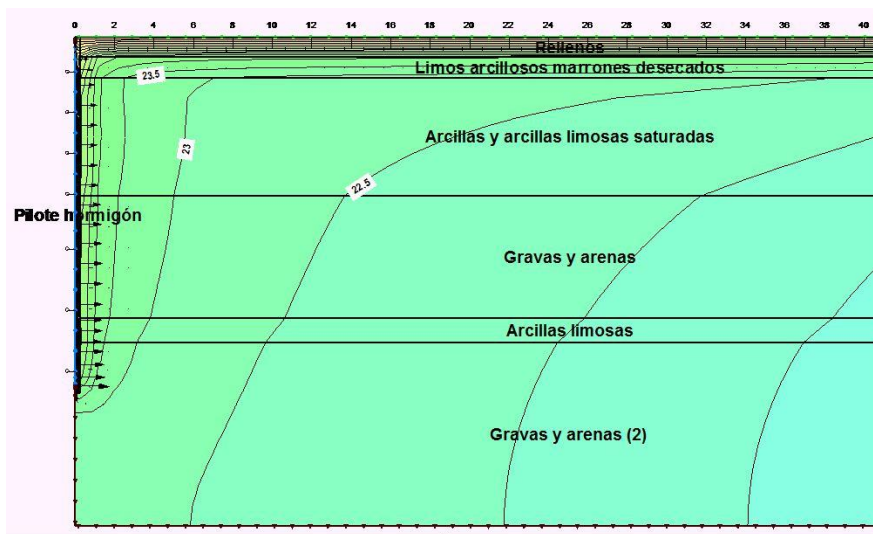 0 2 4 6 8 10 12 14 16 18 20 22 24 26 28 30 32 34 36 38 40
Rellenos
Limos arcillosos marrones desecados
23.5
Arcillas y arcillas limosas saturadas
23
22.5
Pilote hormigón
Gravas y arenas
Arcillas limosas
Gravas y arenas (2)